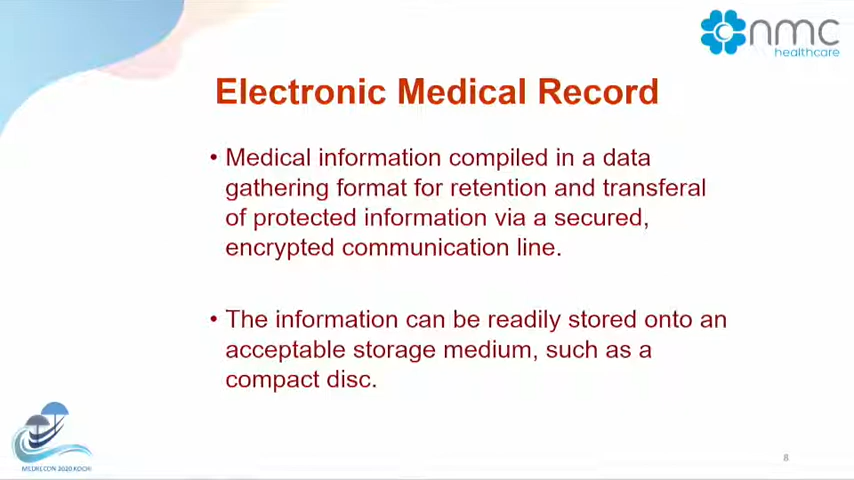 nmc
healthcare
Electronic Medical Record
• Medical information compiled in a data
gathering format for retention and transferal
of protected information via a secured,
encrypted communication line.
• The information can be readily stored onto an
acceptable storage medium, such as a
compact disc.
2020
8